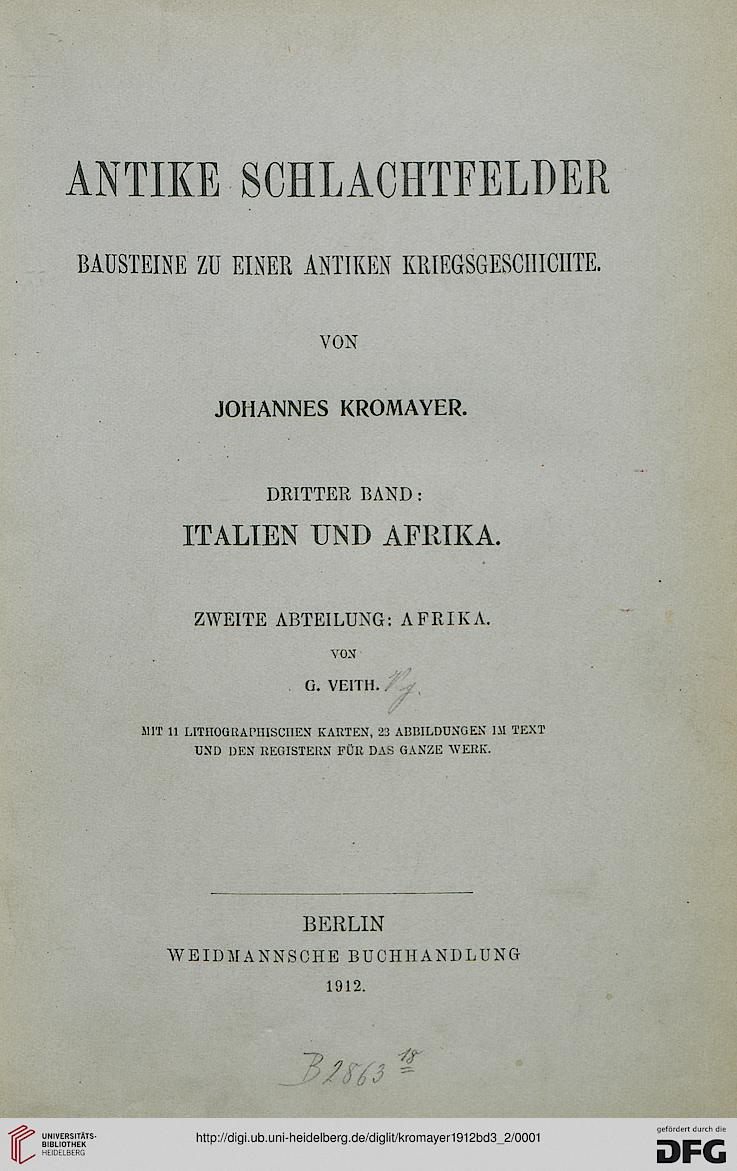 ANTIKE SCHLACHTFELDER
BAUSTEINE ZU EINER ANTIKEN KRIEGSGESCHICHTE.
VON
JOHANNES KROMAYER.
DRITTER BAND:
ITALIEN UND AFRIKA.
ZWEITE ABTEILUNG: AFRIKA.
VON
G. VEITH.
MIT 11 LITHOGRAPHISCHEN KARTEN, 23 ABBILDUNGEN IM TEXT
UND DEN REGISTERN FÜR DAS GANZE WERK.
BERLIN
WEIDMANNSCHE BUCHHANDLUNG
1912.
B 2863 18
UNIVERSITÄTS-
BIBLIOTHEK
HEIDELBERG
http://digi.ub.uni-heidelberg.de/diglit/kromayer1912bd3_2/0001
gefördert durch die
DFG